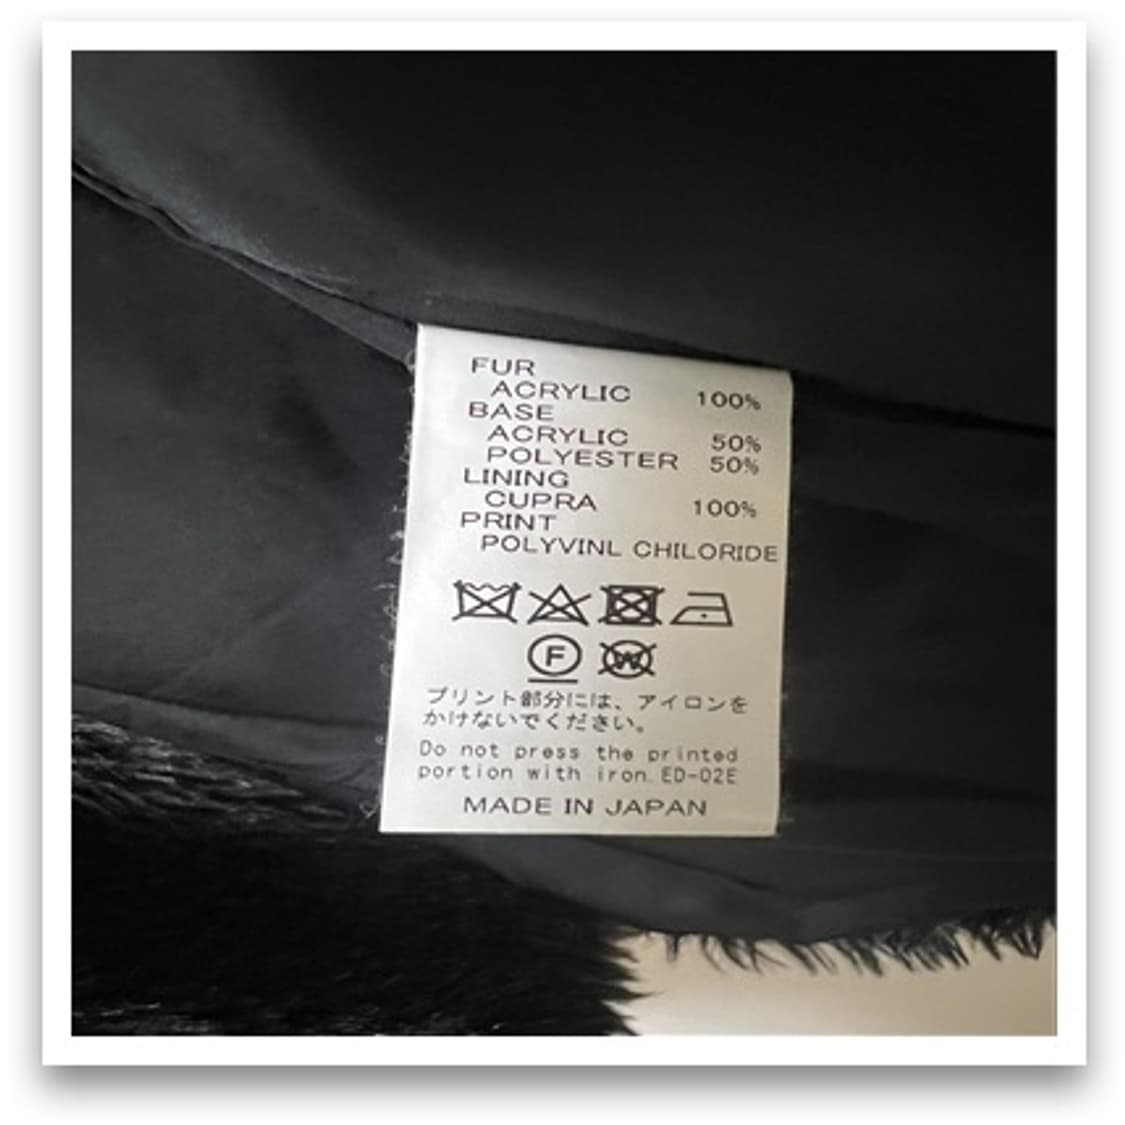 FUR
ACRYLIC 100%
BASE
ACRYLIC 50%
POLYESTER 50%
LINING
CUPRA 100%
PRINT
POLYVINL CHILORIDE
F W
プリント部分には、アイロンを
かけないでください。
Do not press the printed
portion with iron.ED-02E
MADE IN JAPAN